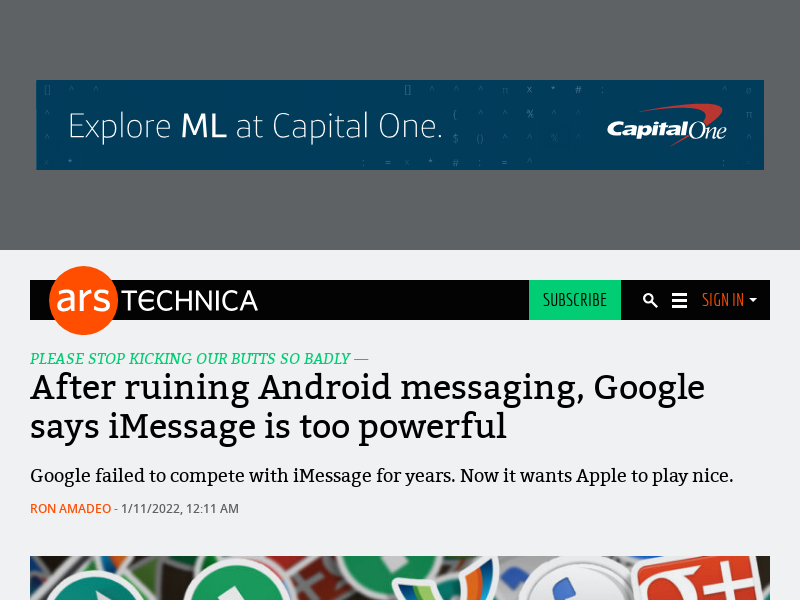 Explore ML at Capital One.
CapitalOne
ars TECHNICA
SUBSCRIBE
SIGN IN
PLEASE STOP KICKING OUR BUTTS SO BADLY —
After ruining Android messaging, Google
says iMessage is too powerful
Google failed to compete with iMessage for years. Now it wants Apple to play nice.
RON AMADEO - 1/11/2022, 12:11 AM
g+